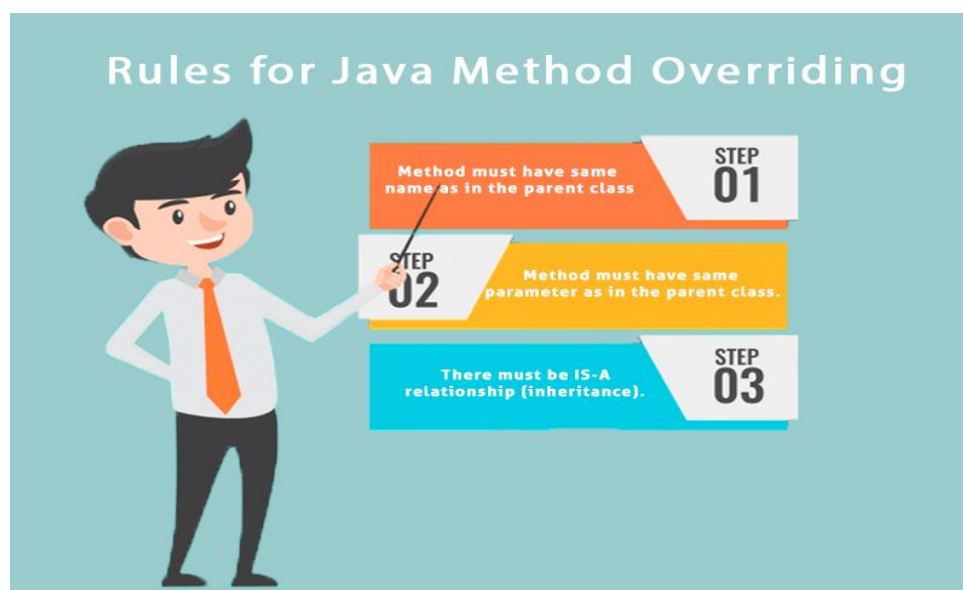 Rules for Java Method Overriding
Method must have same
name as in the parent class
STEP
01
STEP
02
Method must have same
parameter as in the parent class.
There must be IS-A
relationship (inheritance).
STEP
03